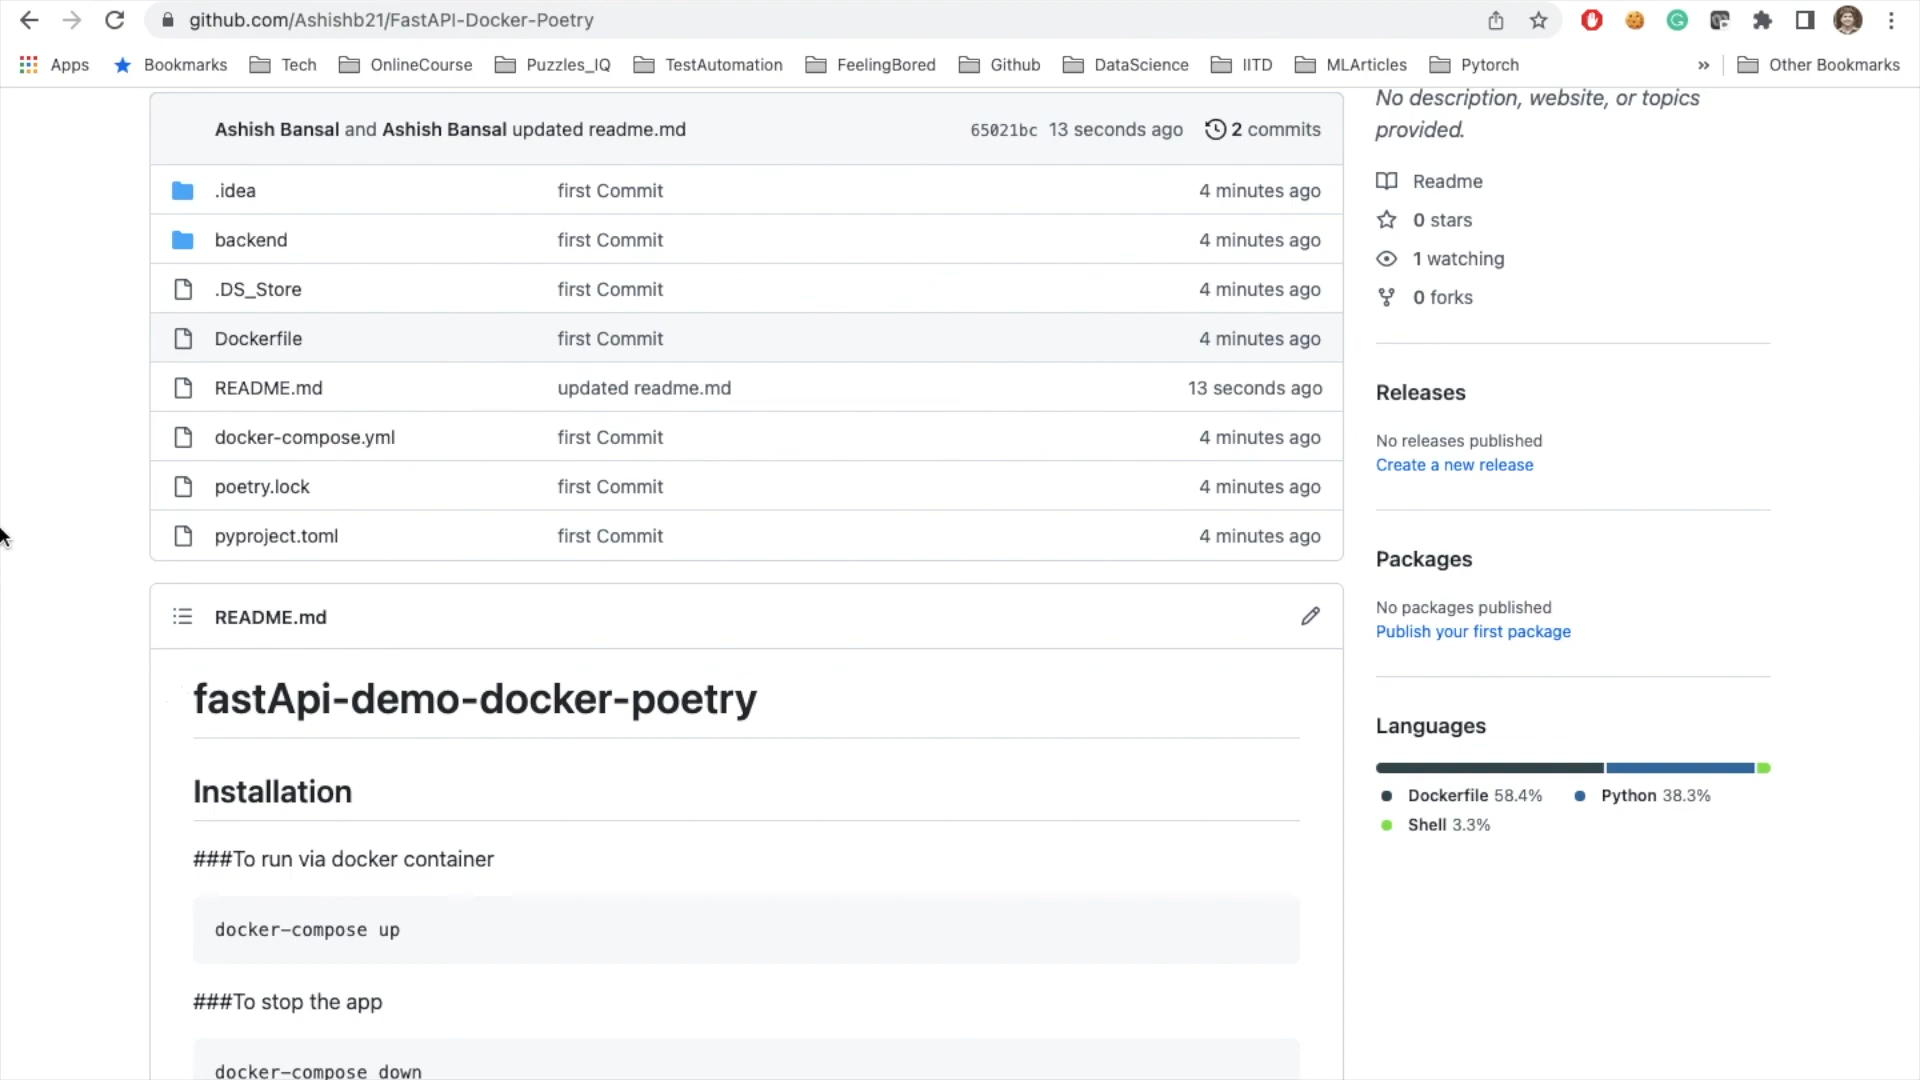 github.com/Ashishb21/FastAPI-Docker-Poetry
Apps Bookmarks Tech OnlineCourse Puzzles_IQ TestAutomation FeelingBored Github DataScience IITD MLArticles Pytorch » Other Bookmarks
No description, website, or topics
provided.
Ashish Bansal and Ashish Bansal updated readme.md 65021bc 13 seconds ago 2 commits
.idea first Commit 4 minutes ago
backend first Commit 4 minutes ago
.DS_Store first Commit 4 minutes ago
Dockerfile first Commit 4 minutes ago
README.md updated readme.md 13 seconds ago
docker-compose.yml first Commit 4 minutes ago
poetry.lock first Commit 4 minutes ago
pyproject.toml first Commit 4 minutes ago
README.md
fastApi-demo-docker-poetry
Installation
###To run via docker container
docker-compose up
###To stop the app
docker-compose down
Readme
0 stars
1 watching
0 forks
Releases
No releases published
Create a new release
Packages
No packages published
Publish your first package
Languages
Dockerfile 58.4% Python 38.3%
Shell 3.3%